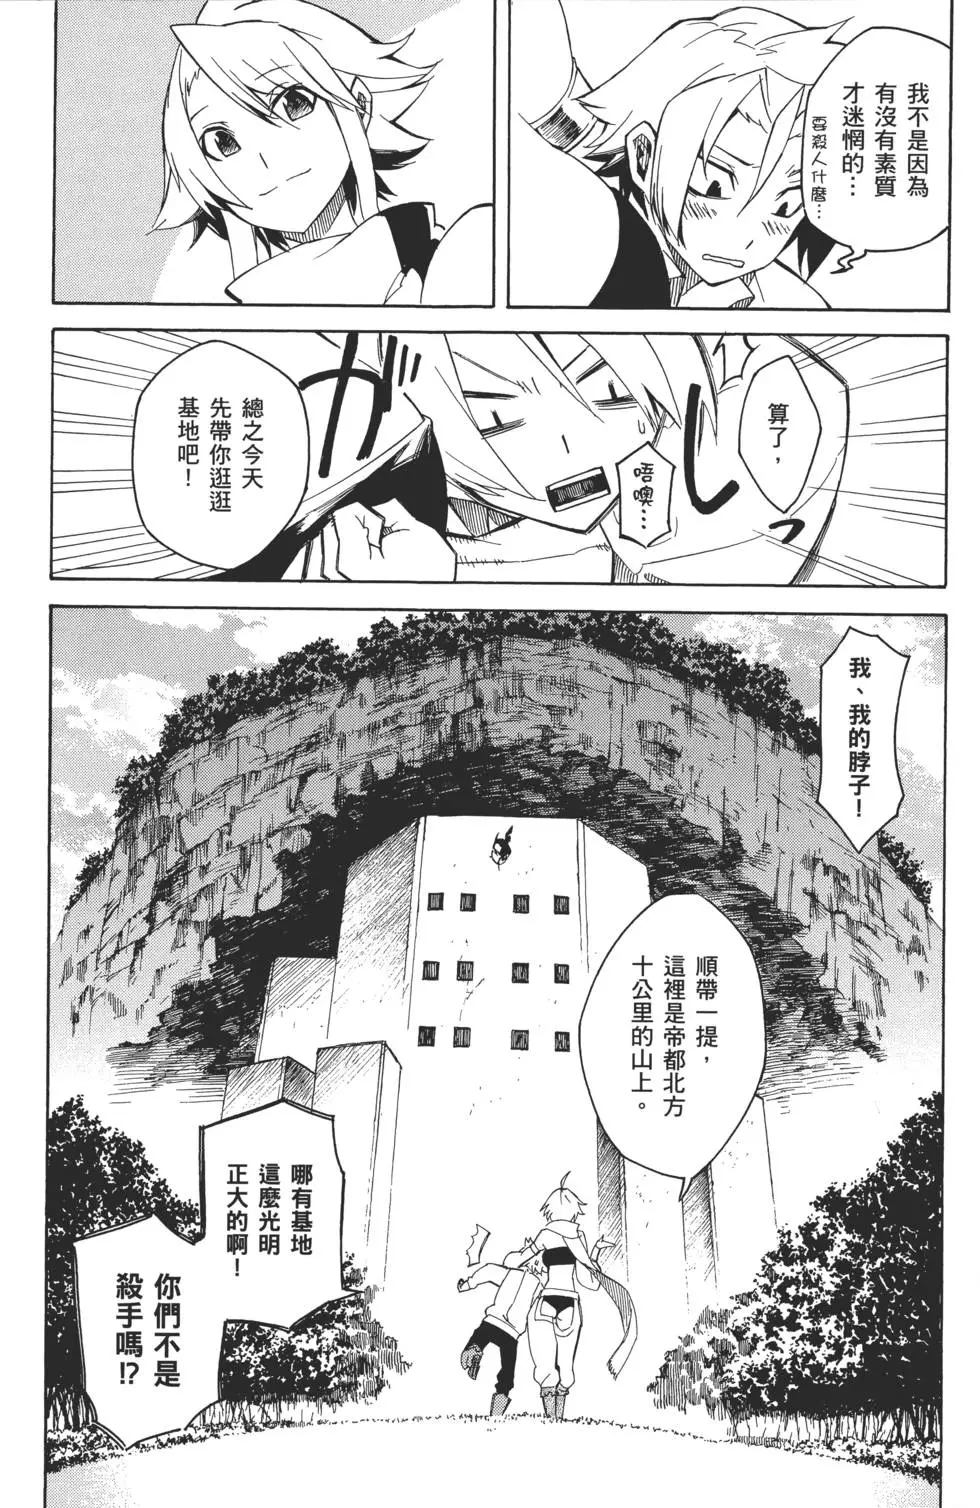 我不是因為
有沒有素質
才迷惘的…
要殺人什麼…
算了，
唔噢…
ガしっ
總之今天
先帶你逛逛
基地吧！
我、我的脖子！
順帶一提，
這裡是帝都北方
十公里的山上。
哪有基地
這麼光明
正大的啊！
你們不是
殺手嗎!?